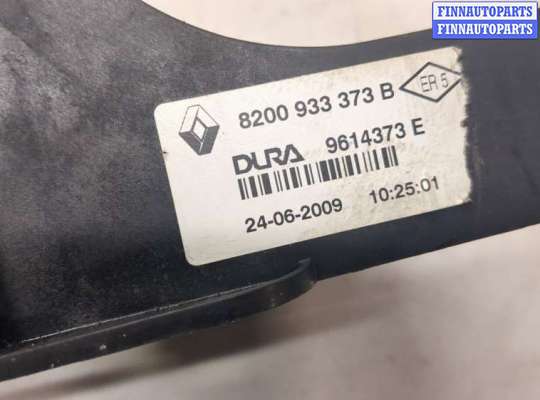 FINNAUTOPARTS
FINNAUTOPARTS
8200 933 373 B
ER 5
DURA 9614373 E
24-06-2009 10:25:01